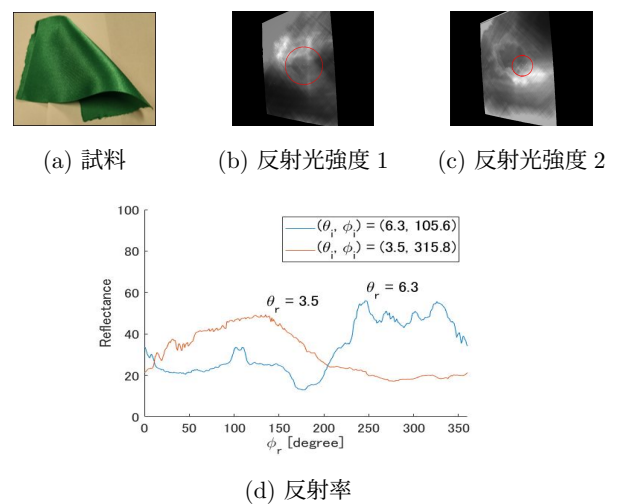 (a) 試料
(b) 反射光強度 1
(c) 反射光強度 2
100
80
60
40
20
0
Reflectance
(θi, φi) = (6.3, 105.6)
(θi, φi) = (3.5, 315.8)
θr = 3.5
θr = 6.3
0 50 100 150 200 250 300 350
φr [degree]
(d) 反射率